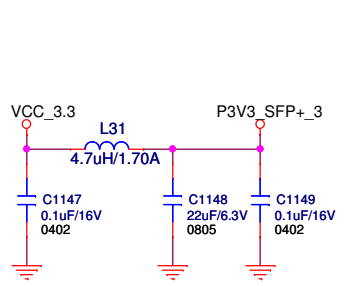 VCC_3.3
P3V3_SFP+_3
L31
4.7uH/1.70A
C1147
0.1uF/16V
0402
C1148
22uF/6.3V
0805
C1149
0.1uF/16V
0402